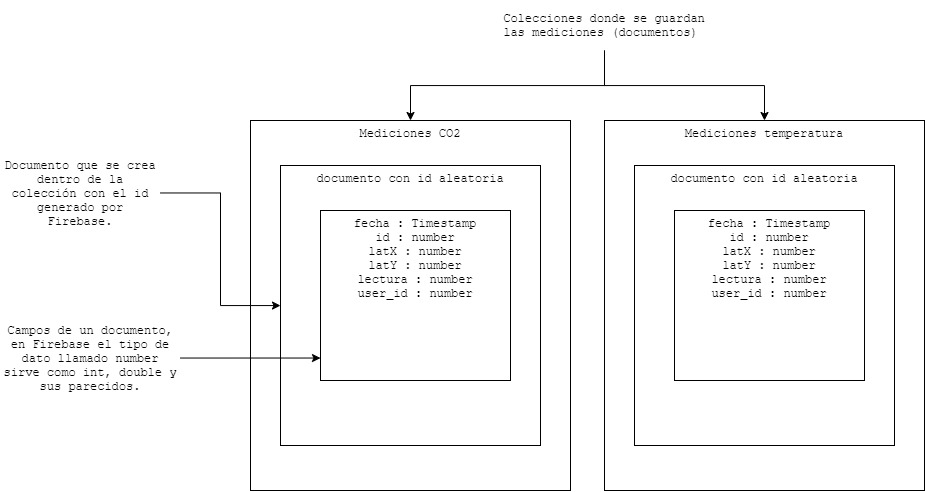 Colecciones donde se guardan
las mediciones (documentos)
Mediciones CO2
Mediciones temperatura
Documento que se crea
dentro de la
colección con el id
generado por
Firebase.
documento con id aleatoria
documento con id aleatoria
fecha : Timestamp
id : number
latX : number
latY : number
lectura : number
user_id : number
fecha : Timestamp
id : number
latX : number
latY : number
lectura : number
user_id : number
Campos de un documento,
en Firebase el tipo de
dato llamado number
sirve como int, double y
sus parecidos.